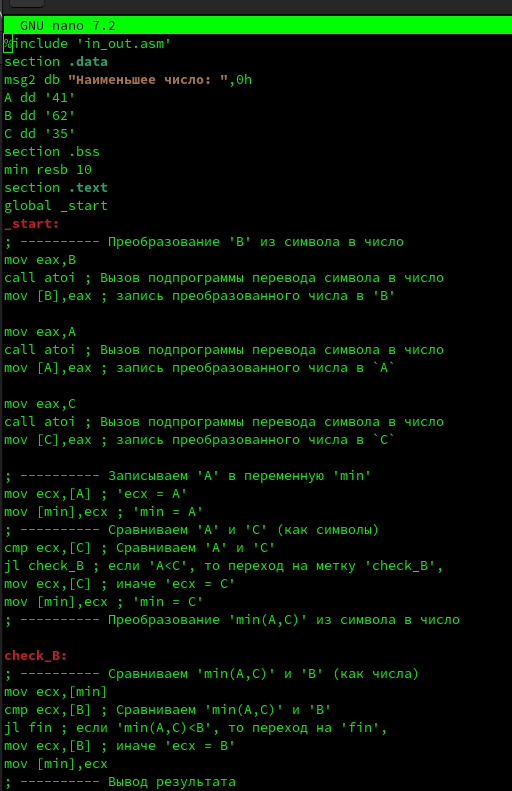 GNU nano 7.2
%include 'in_out.asm'
section .data
msg2 db "Наименьшее число: ",0h
A dd '41'
B dd '62'
C dd '35'
section .bss
min resb 10
section .text
global _start
_start:
; ---------- Преобразование 'B' из символа в число
mov eax,B
call atoi ; Вызов подпрограммы перевода символа в число
mov [B],eax ; запись преобразованного числа в 'B'
mov eax,A
call atoi ; Вызов подпрограммы перевода символа в число
mov [A],eax ; запись преобразованного числа в `A`
mov eax,C
call atoi ; Вызов подпрограммы перевода символа в число
mov [C],eax ; запись преобразованного числа в `C`
; ---------- Записываем 'A' в переменную 'min'
mov ecx,[A] ; 'ecx = A'
mov [min],ecx ; 'min = A'
; ---------- Сравниваем 'A' и 'С' (как символы)
cmp ecx,[C] ; Сравниваем 'A' и 'С'
jl check_B ; если 'A<C', то переход на метку 'check_B',
mov ecx,[C] ; иначе 'ecx = C'
mov [min],ecx ; 'min = C'
; ---------- Преобразование 'min(A,C)' из символа в число
check_B:
; ---------- Сравниваем 'min(A,C)' и 'B' (как числа)
mov ecx,[min]
cmp ecx,[B] ; Сравниваем 'min(A,C)' и 'B'
jl fin ; если 'min(A,C)<B', то переход на 'fin',
mov ecx,[B] ; иначе 'ecx = B'
mov [min],ecx
; ---------- Вывод результата